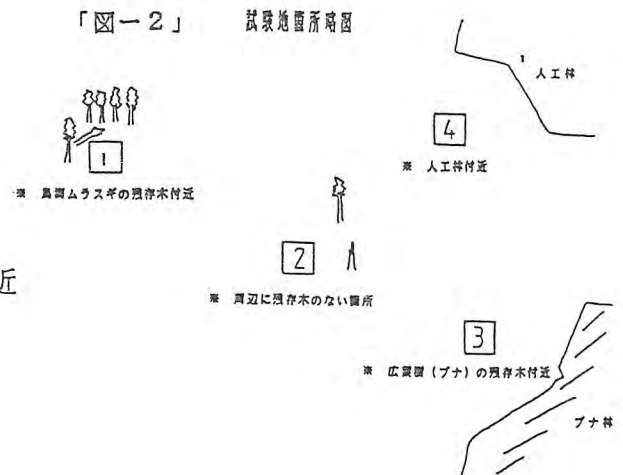 「図ー2」 試験地箇所略図
人工林
4
※ 人工林付近
1
※ 鳥海ムラスギの残存木付近
2
※ 周辺に残存木のない箇所
近
3
※ 広葉樹(ブナ)の残存木付近
ブナ林